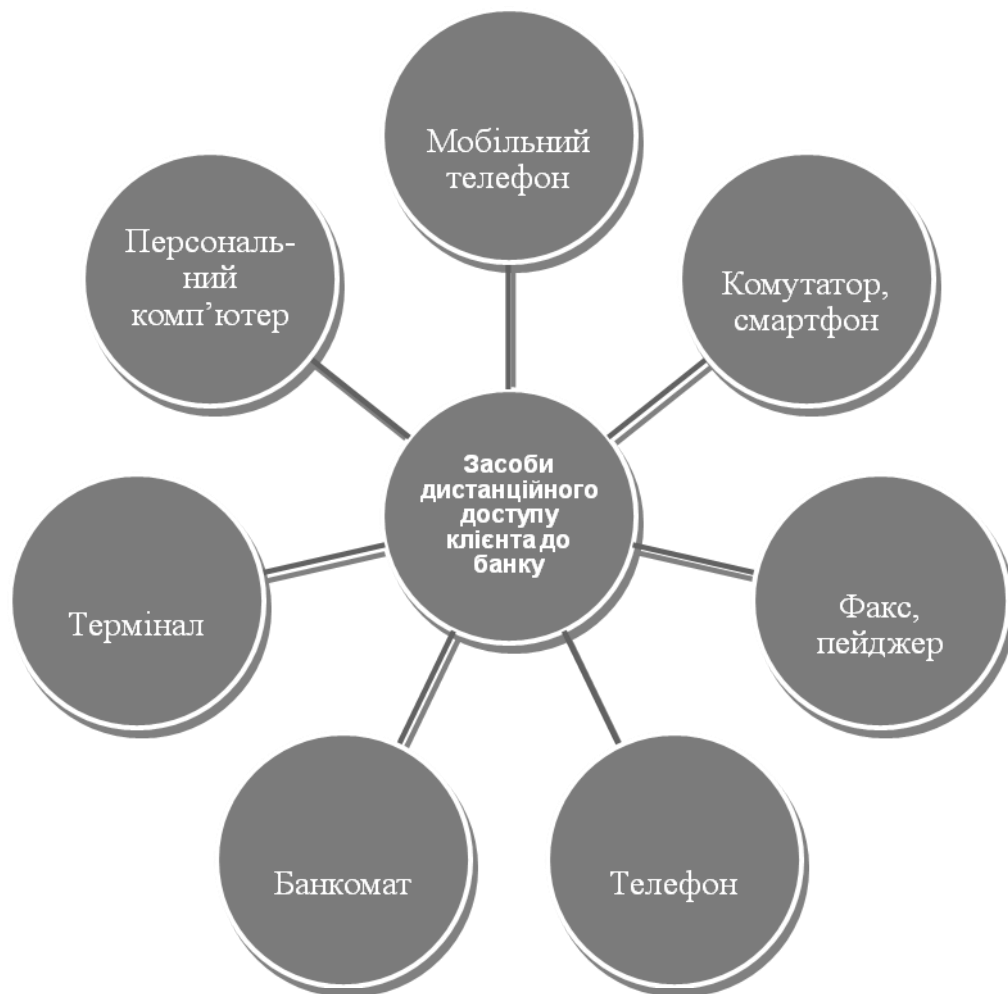 Мобільний
телефон
Персональ-
ний
комп’ютер
Комутатор,
смартфон
Засоби
дистанційного
доступу
клієнта до
банку
Термінал
Факс,
пейджер
Банкомат
Телефон